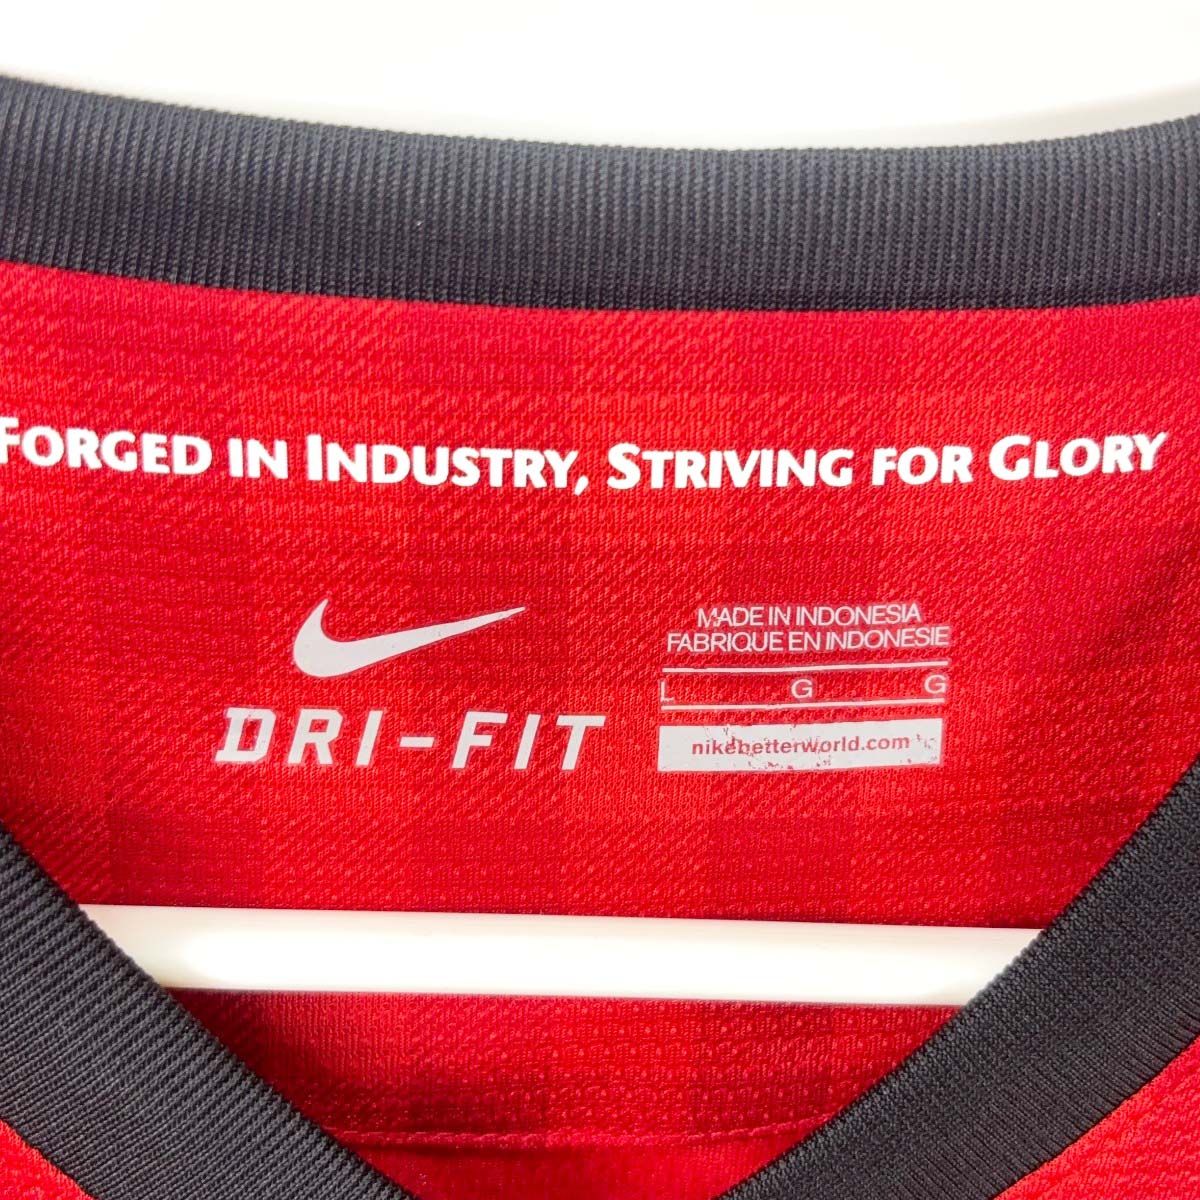 FORGED IN INDUSTRY, STRIVING FOR GLORY
DRI-FIT
MADE IN INDONESIA
FABRIQUE EN INDONESIE
L G G
nikebetterworld.com